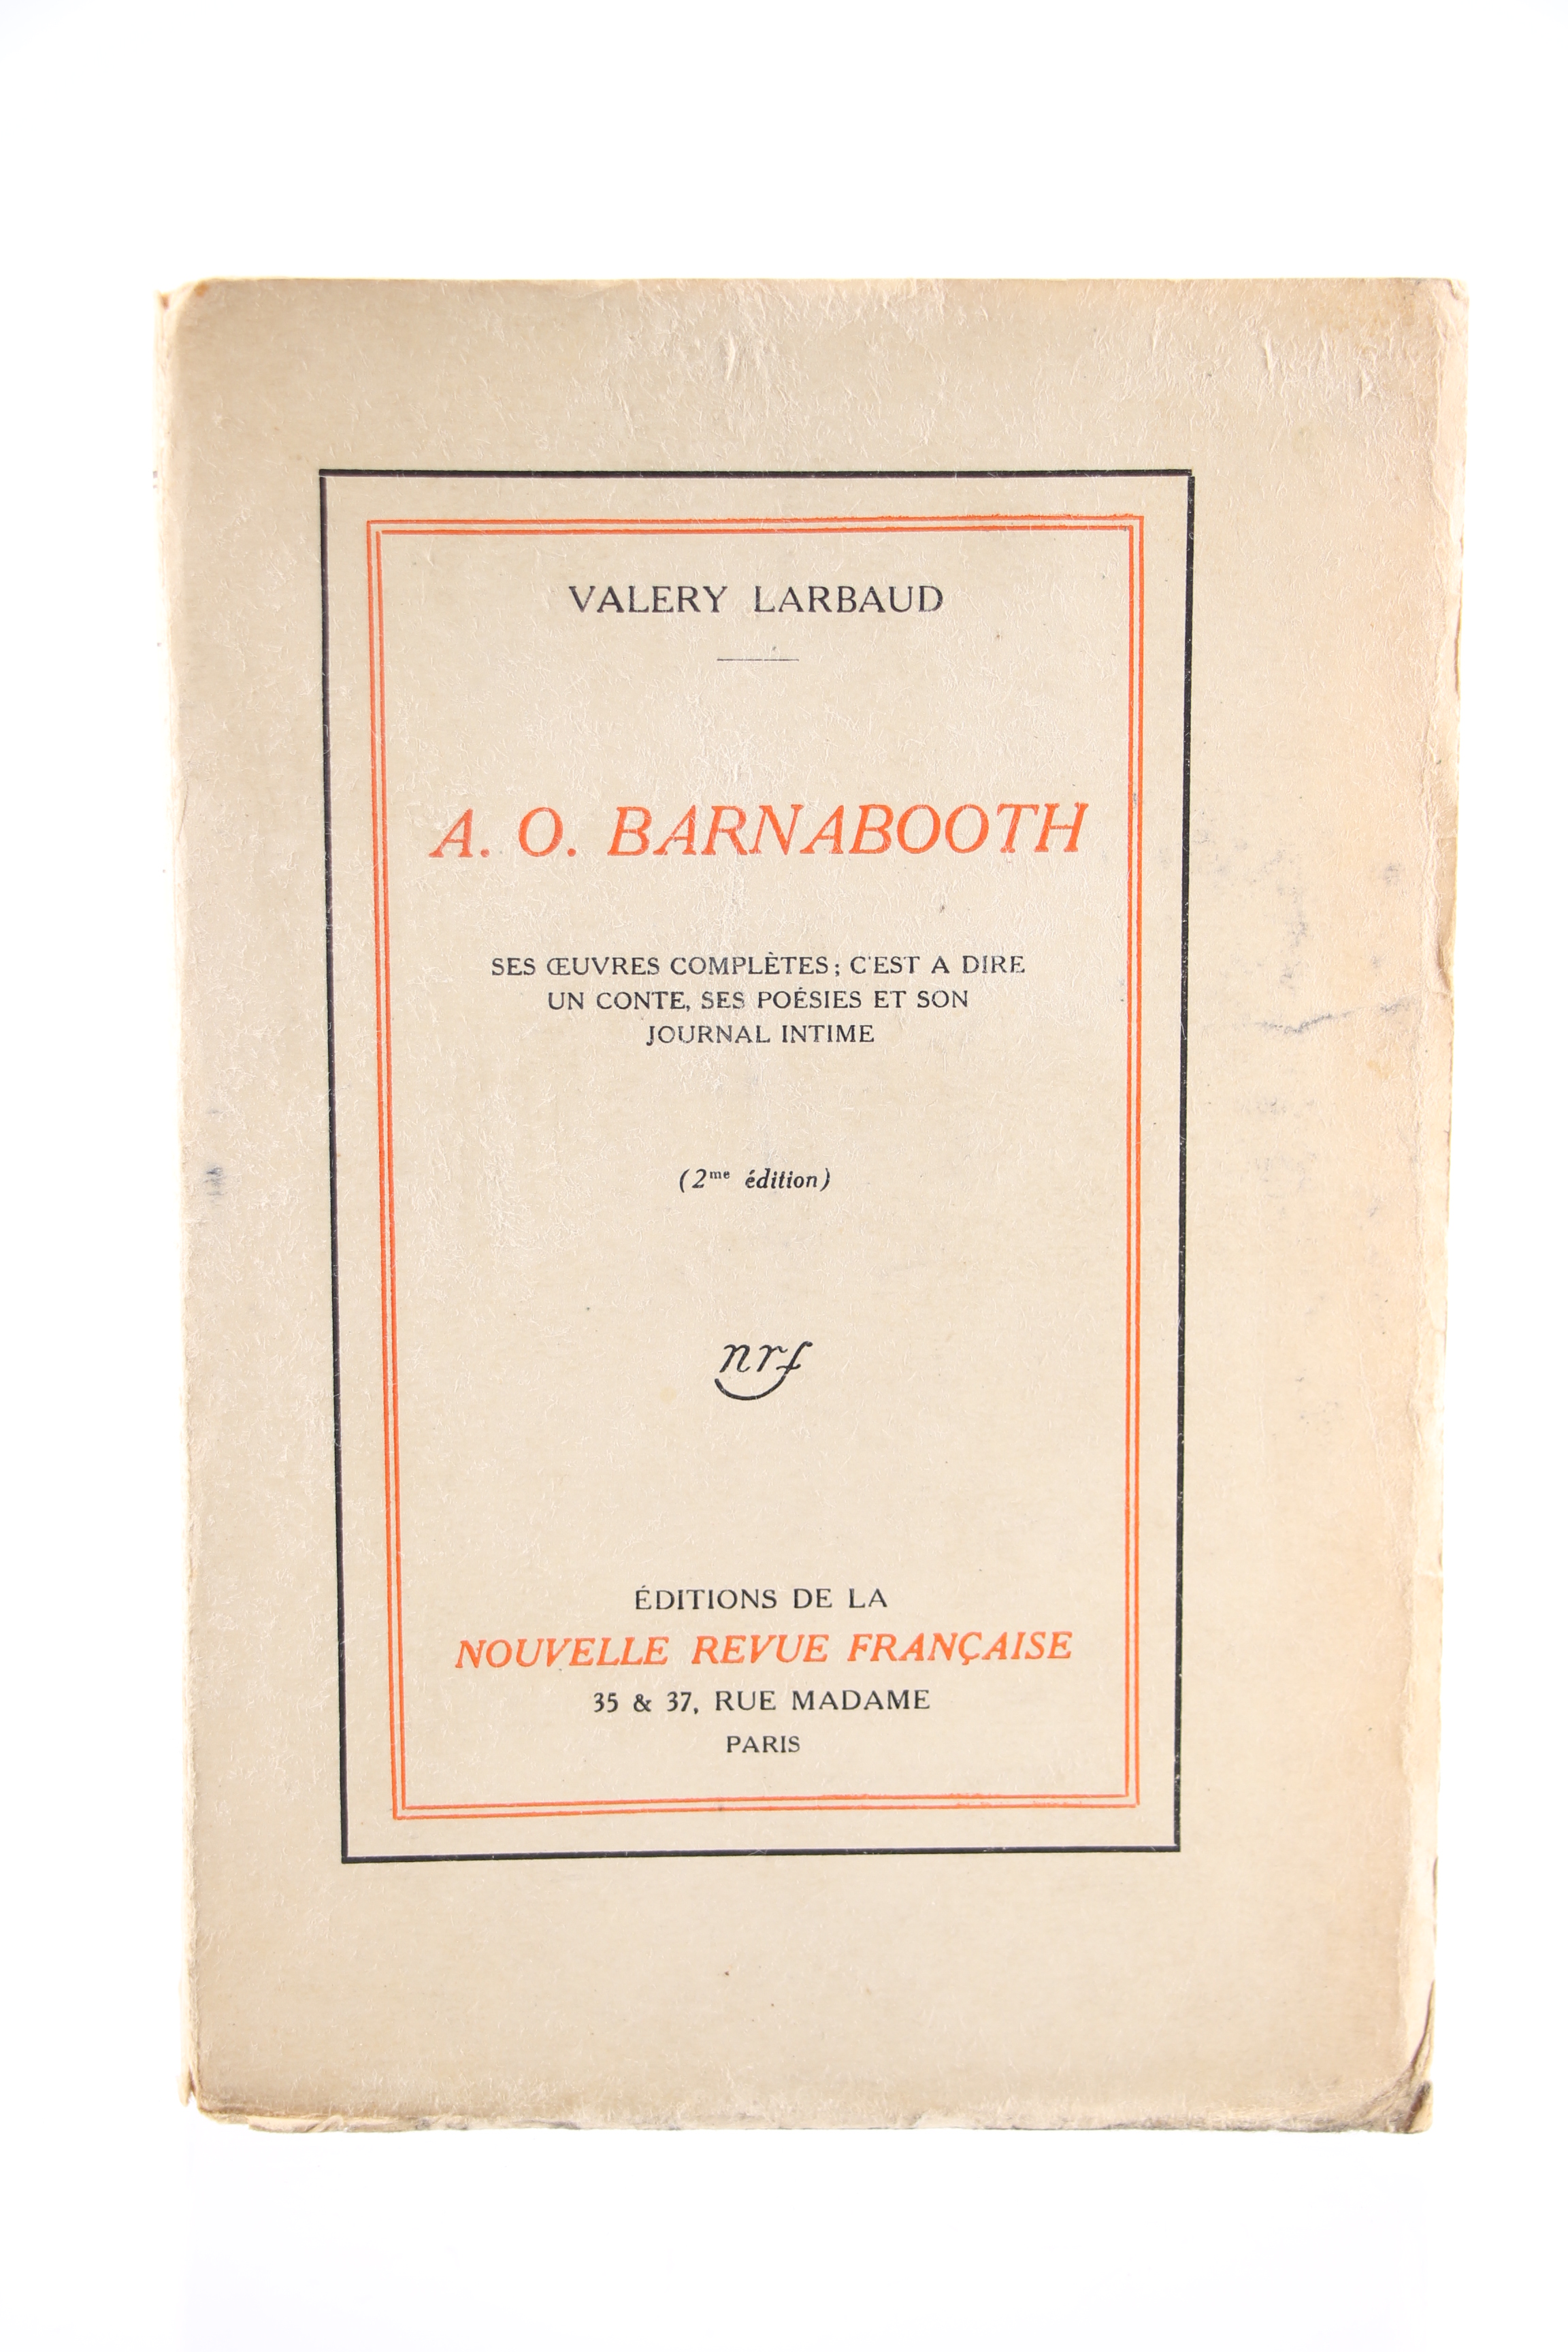 VALERY LARBAUD
A. O. BARNABOOTH
SES ŒUVRES COMPLÈTES ; C'EST A DIRE
UN CONTE, SES POÉSIES ET SON
JOURNAL INTIME
(2me édition)
nrf
ÉDITIONS DE LA
NOUVELLE REVUE FRANÇAISE
35 & 37, RUE MADAME
PARIS